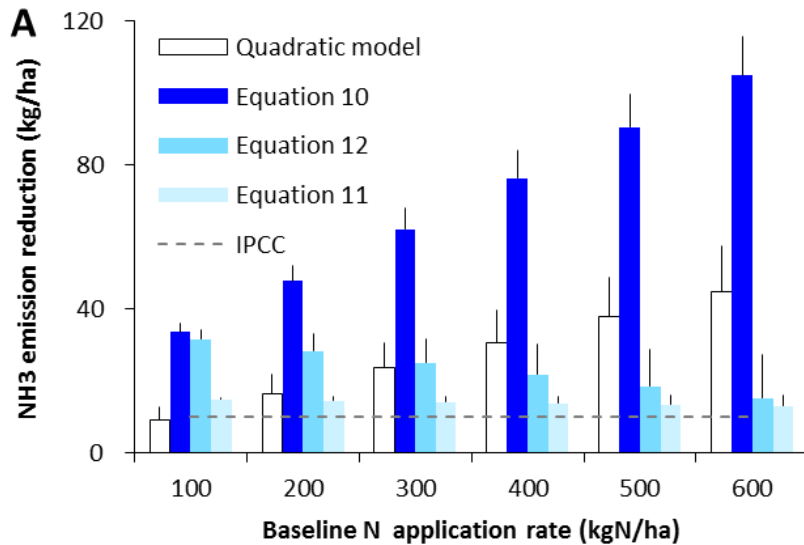 A
120
80
40
0
NH3 emission reduction (kg/ha)
Quadratic model
Equation 10
Equation 12
Equation 11
IPCC
100 200 300 400 500 600
Baseline N application rate (kgN/ha)